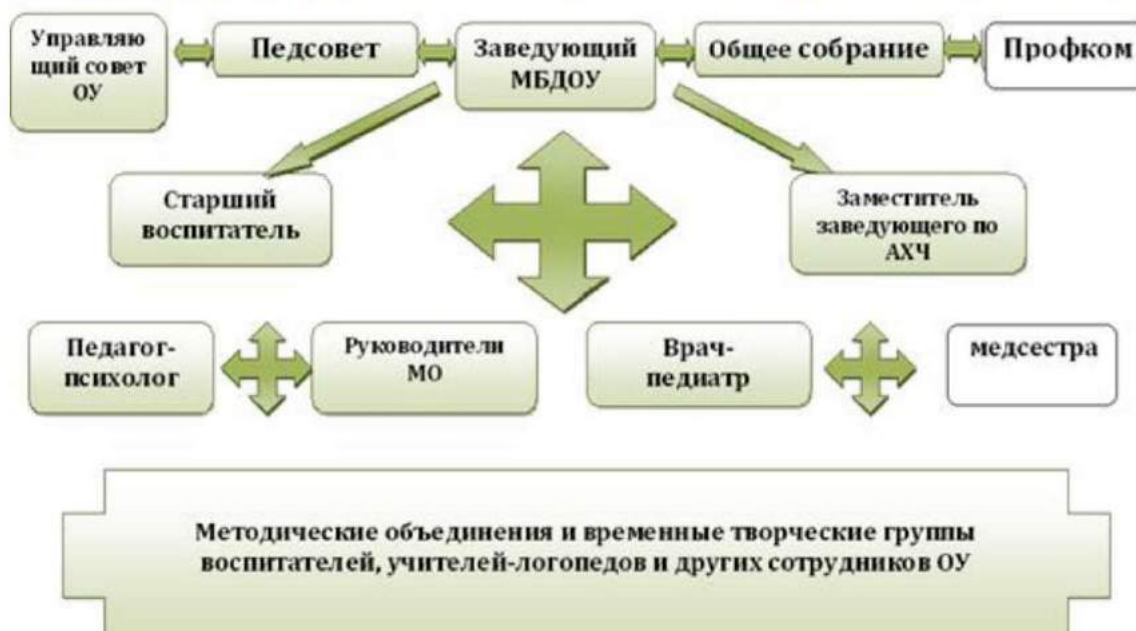 Управляю
щий совет
ОУ
Педсовет
Заведующий
МБДОУ
Общее собрание
Профком
Старший
воспитатель
Заместитель
заведующего по
АХЧ
Педагог-
психолог
Руководители
МО
Врач-
педиатр
медсестра
Методические объединения и временные творческие группы
воспитателей, учителей-логопедов и других сотрудников ОУ